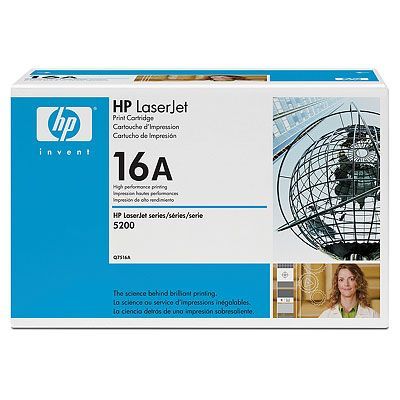 hp
invent
HP LaserJet
Print Cartridge
Cartouche d'Impression
Cartucho de Impresión
16A
High performance printing
Impression hautes performances
Impresión de alto rendimiento
HP LaserJet series/séries/serie
5200
Q7516A
The science behind brilliant printing.
La science au service d'impressions inégalables.
La ciencia detrás de una impresión sobresaliente